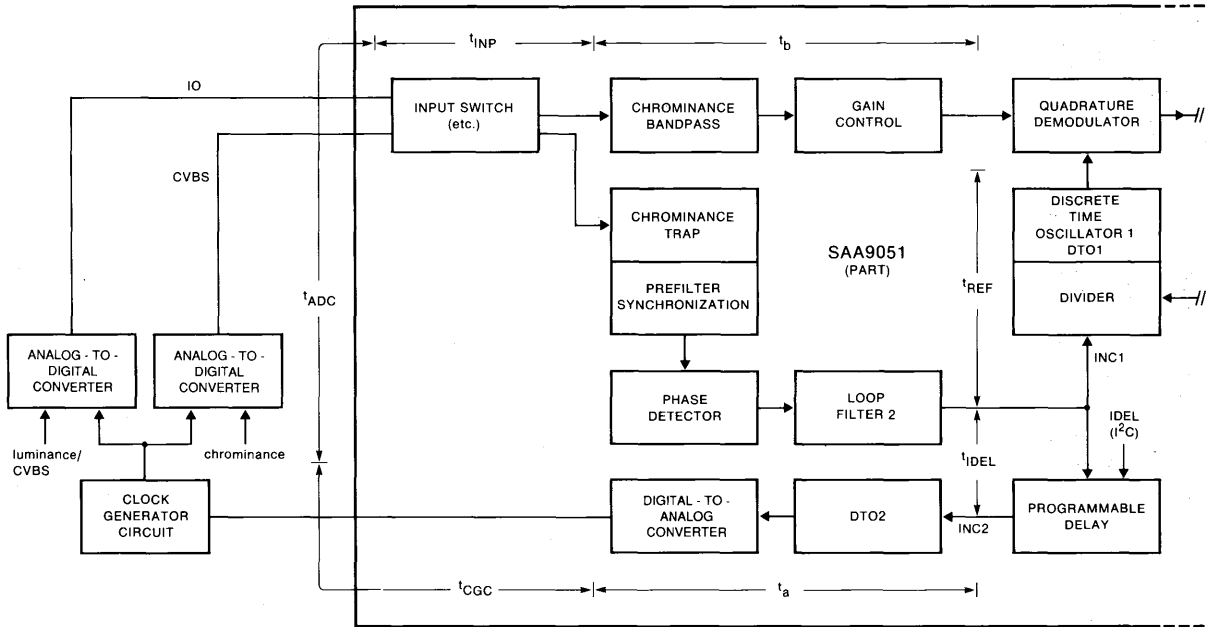 t_INP
t_b
IO
INPUT SWITCH
(etc.)
CHROMINANCE
BANDPASS
GAIN
CONTROL
QUADRATURE
DEMODULATOR
CVBS
CHROMINANCE
TRAP
PREFILTER
SYNCHRONIZATION
SAA9051
(PART)
t_REF
DISCRETE
TIME
OSCILLATOR 1
DTO1
DIVIDER
t_ADC
ANALOG - TO -
DIGITAL
CONVERTER
ANALOG - TO -
DIGITAL
CONVERTER
luminance/
CVBS
chrominance
PHASE
DETECTOR
LOOP
FILTER 2
INC1
IDEL
(I²C)
t_IDEL
CLOCK
GENERATOR
CIRCUIT
DIGITAL - TO -
ANALOG
CONVERTER
DTO2
INC2
PROGRAMMABLE
DELAY
t_CGC
t_a